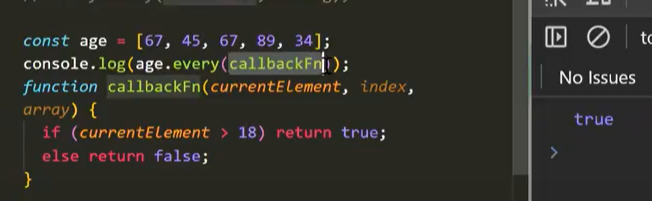 const age = [67, 45, 67, 89, 34];
console.log(age.every(callbackFn));
function callbackFn(currentElement, index,
array) {
if (currentElement > 18) return true;
else return false;
}
No Issues
true